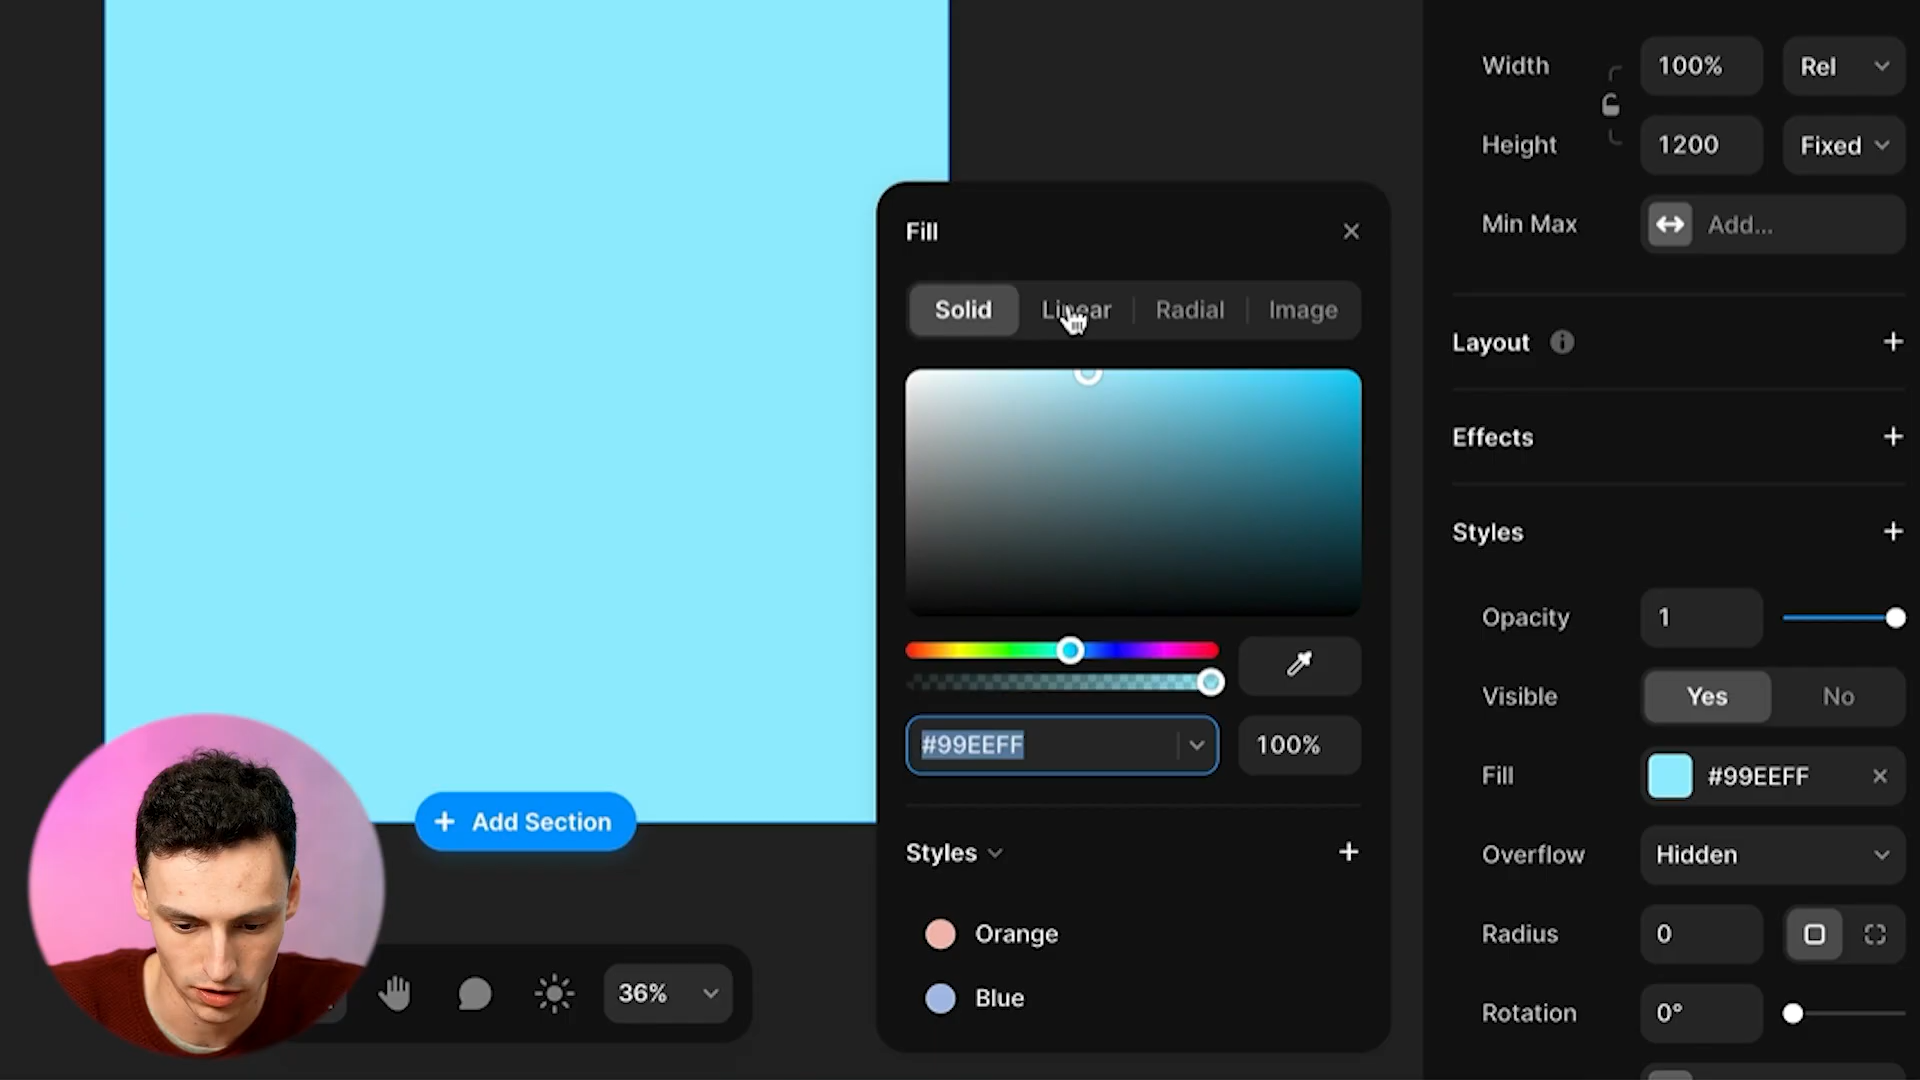 Width
100%
Rel
Height
1200
Fixed
Min Max
Add...
Fill
Solid
Linear
Radial
Image
#99EEFF
100%
Styles
Orange
Blue
Layout
Effects
Styles
Opacity
1
Visible
Yes
No
Fill
#99EEFF
Overflow
Hidden
Radius
0
Rotation
0°
+ Add Section
36%